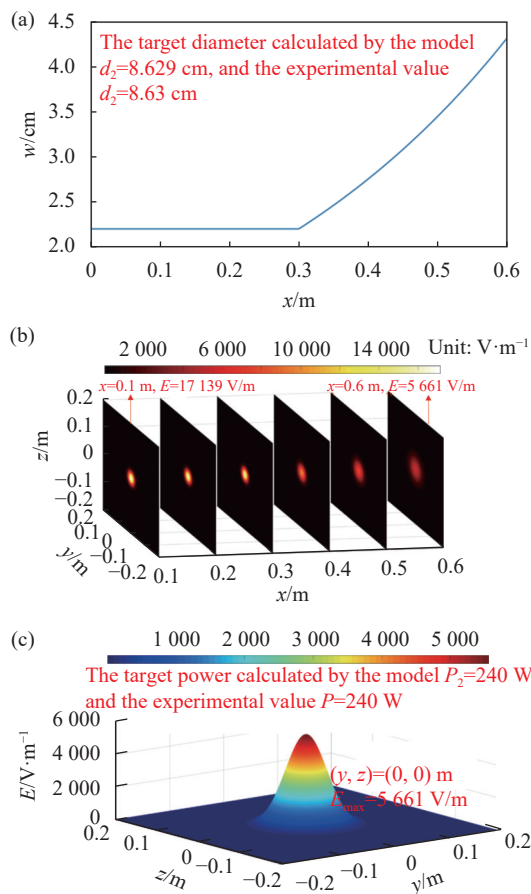 (a)
4.5
The target diameter calculated by the model
d₂=8.629 cm, and the experimental value
d₂=8.63 cm
4.0
3.5
3.0
2.5
2.0
w/cm
0 0.1 0.2 0.3 0.4 0.5 0.6
x/m
(b)
2 000 6 000 10 000 14 000 Unit: V·m⁻¹
x=0.1 m, E=17 139 V/m x=0.6 m, E=5 661 V/m
0.2
0.1
0
−0.1
−0.2
z/m
0.2
0.1
0
−0.1
−0.2
y/m
0.1 0.2 0.3 0.4 0.5 0.6
x/m
(c)
1 000 2 000 3 000 4 000 5 000
The target power calculated by the model P₂=240 W
and the experimental value P=240 W
6 000
4 000
2 000
0
E/V·m⁻¹
(y, z)=(0, 0) m
Eₘₐₓ=5 661 V/m
0.2 0.1 0 −0.1 −0.2
z/m
−0.2 −0.1 0 0.1 0.2
y/m